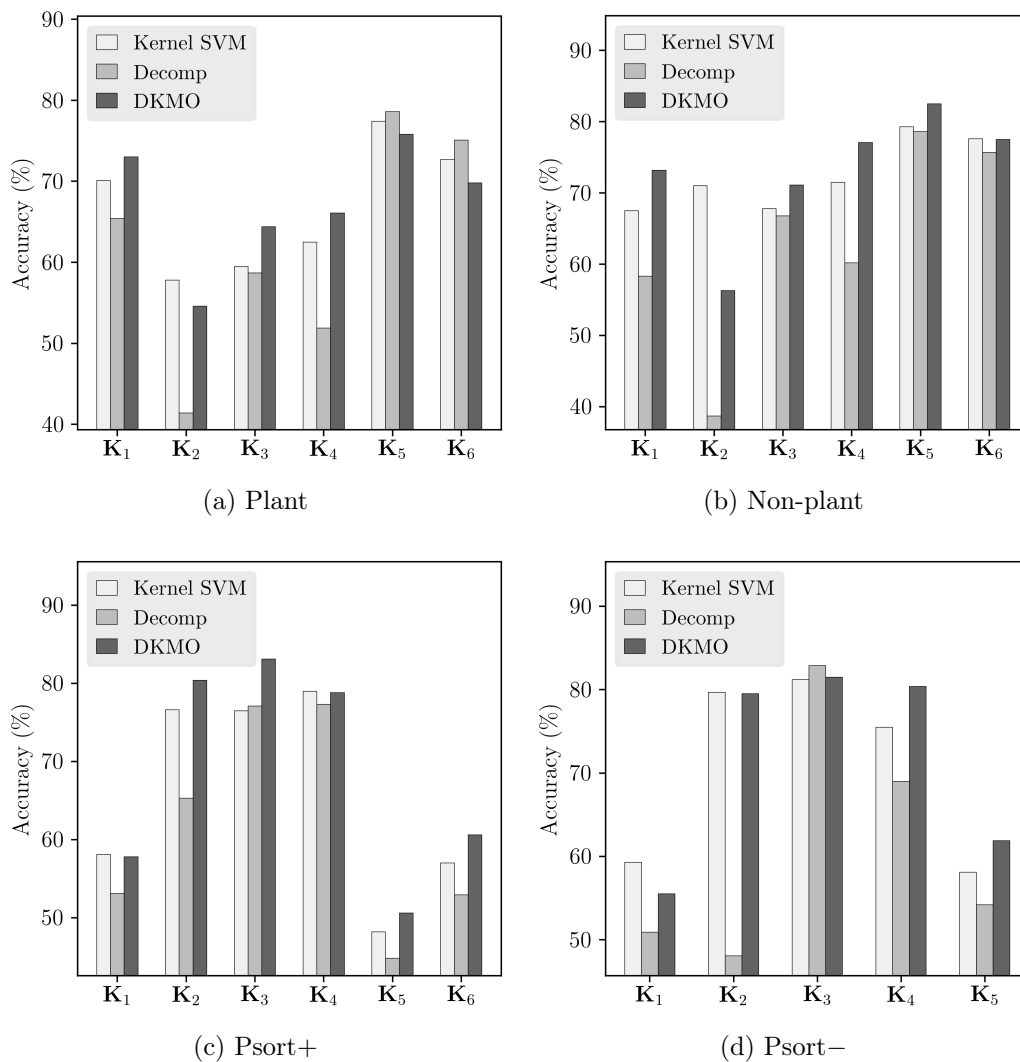 90
80
70
60
50
40
Accuracy (%)
Kernel SVM
Decomp
DKMO
K₁ K₂ K₃ K₄ K₅ K₆
(a) Plant
90
80
70
60
50
40
Accuracy (%)
Kernel SVM
Decomp
DKMO
K₁ K₂ K₃ K₄ K₅ K₆
(b) Non-plant
90
80
70
60
50
Accuracy (%)
Kernel SVM
Decomp
DKMO
K₁ K₂ K₃ K₄ K₅ K₆
(c) Psort+
90
80
70
60
50
Accuracy (%)
Kernel SVM
Decomp
DKMO
K₁ K₂ K₃ K₄ K₅
(d) Psort−